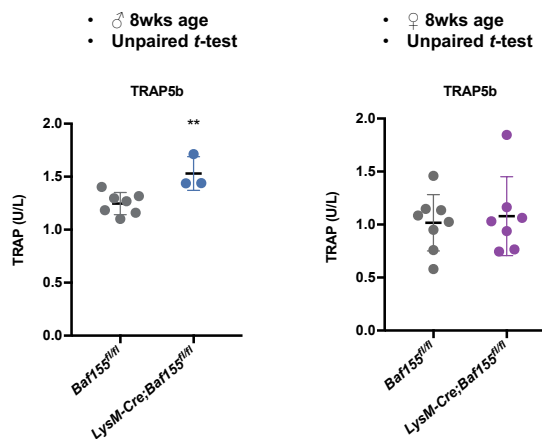 • ♂ 8wks age
• Unpaired t-test
TRAP5b
**
TRAP (U/L)
2.0
1.5
1.0
0.5
0.0
Baf155fl/fl
LysM-Cre;Baf155fl/fl
• ♀ 8wks age
• Unpaired t-test
TRAP5b
TRAP (U/L)
2.0
1.5
1.0
0.5
0.0
Baf155fl/fl
LysM-Cre;Baf155fl/fl